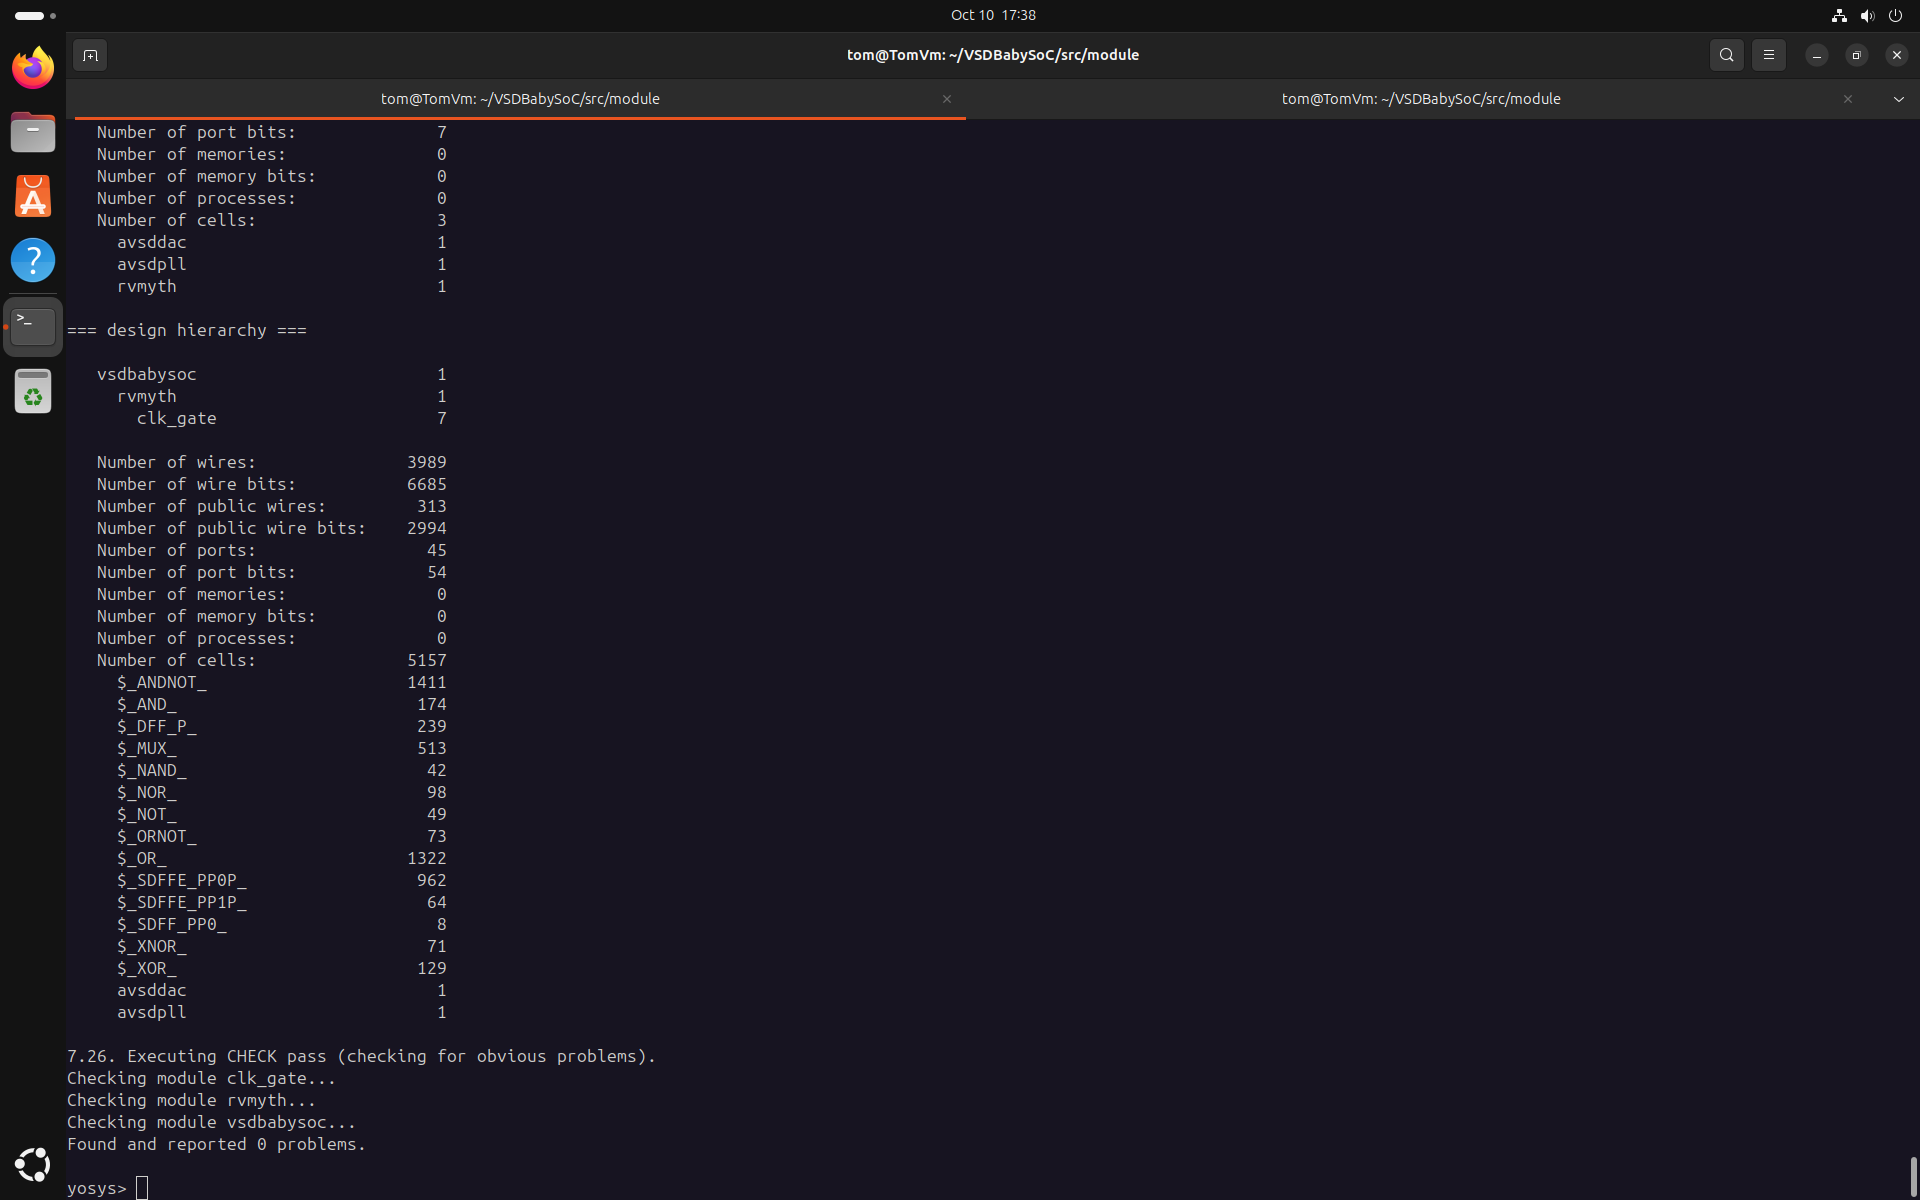 Oct 10 17:38
tom@TomVm: ~/VSDBabySoC/src/module
tom@TomVm: ~/VSDBabySoC/src/module
tom@TomVm: ~/VSDBabySoC/src/module
Number of port bits: 7
Number of memories: 0
Number of memory bits: 0
Number of processes: 0
Number of cells: 3
avsddac 1
avsdpll 1
rvmyth 1
=== design hierarchy ===
vsdbabysoc 1
rvmyth 1
clk_gate 7
Number of wires: 3989
Number of wire bits: 6685
Number of public wires: 313
Number of public wire bits: 2994
Number of ports: 45
Number of port bits: 54
Number of memories: 0
Number of memory bits: 0
Number of processes: 0
Number of cells: 5157
$_ANDNOT_ 1411
$_AND_ 174
$_DFF_P_ 239
$_MUX_ 513
$_NAND_ 42
$_NOR_ 98
$_NOT_ 49
$_ORNOT_ 73
$_OR_ 1322
$_SDFFE_PP0P_ 962
$_SDFFE_PP1P_ 64
$_SDFF_PP0_ 8
$_XNOR_ 71
$_XOR_ 129
avsddac 1
avsdpll 1
7.26. Executing CHECK pass (checking for obvious problems).
Checking module clk_gate...
Checking module rvmyth...
Checking module vsdbabysoc...
Found and reported 0 problems.
yosys>